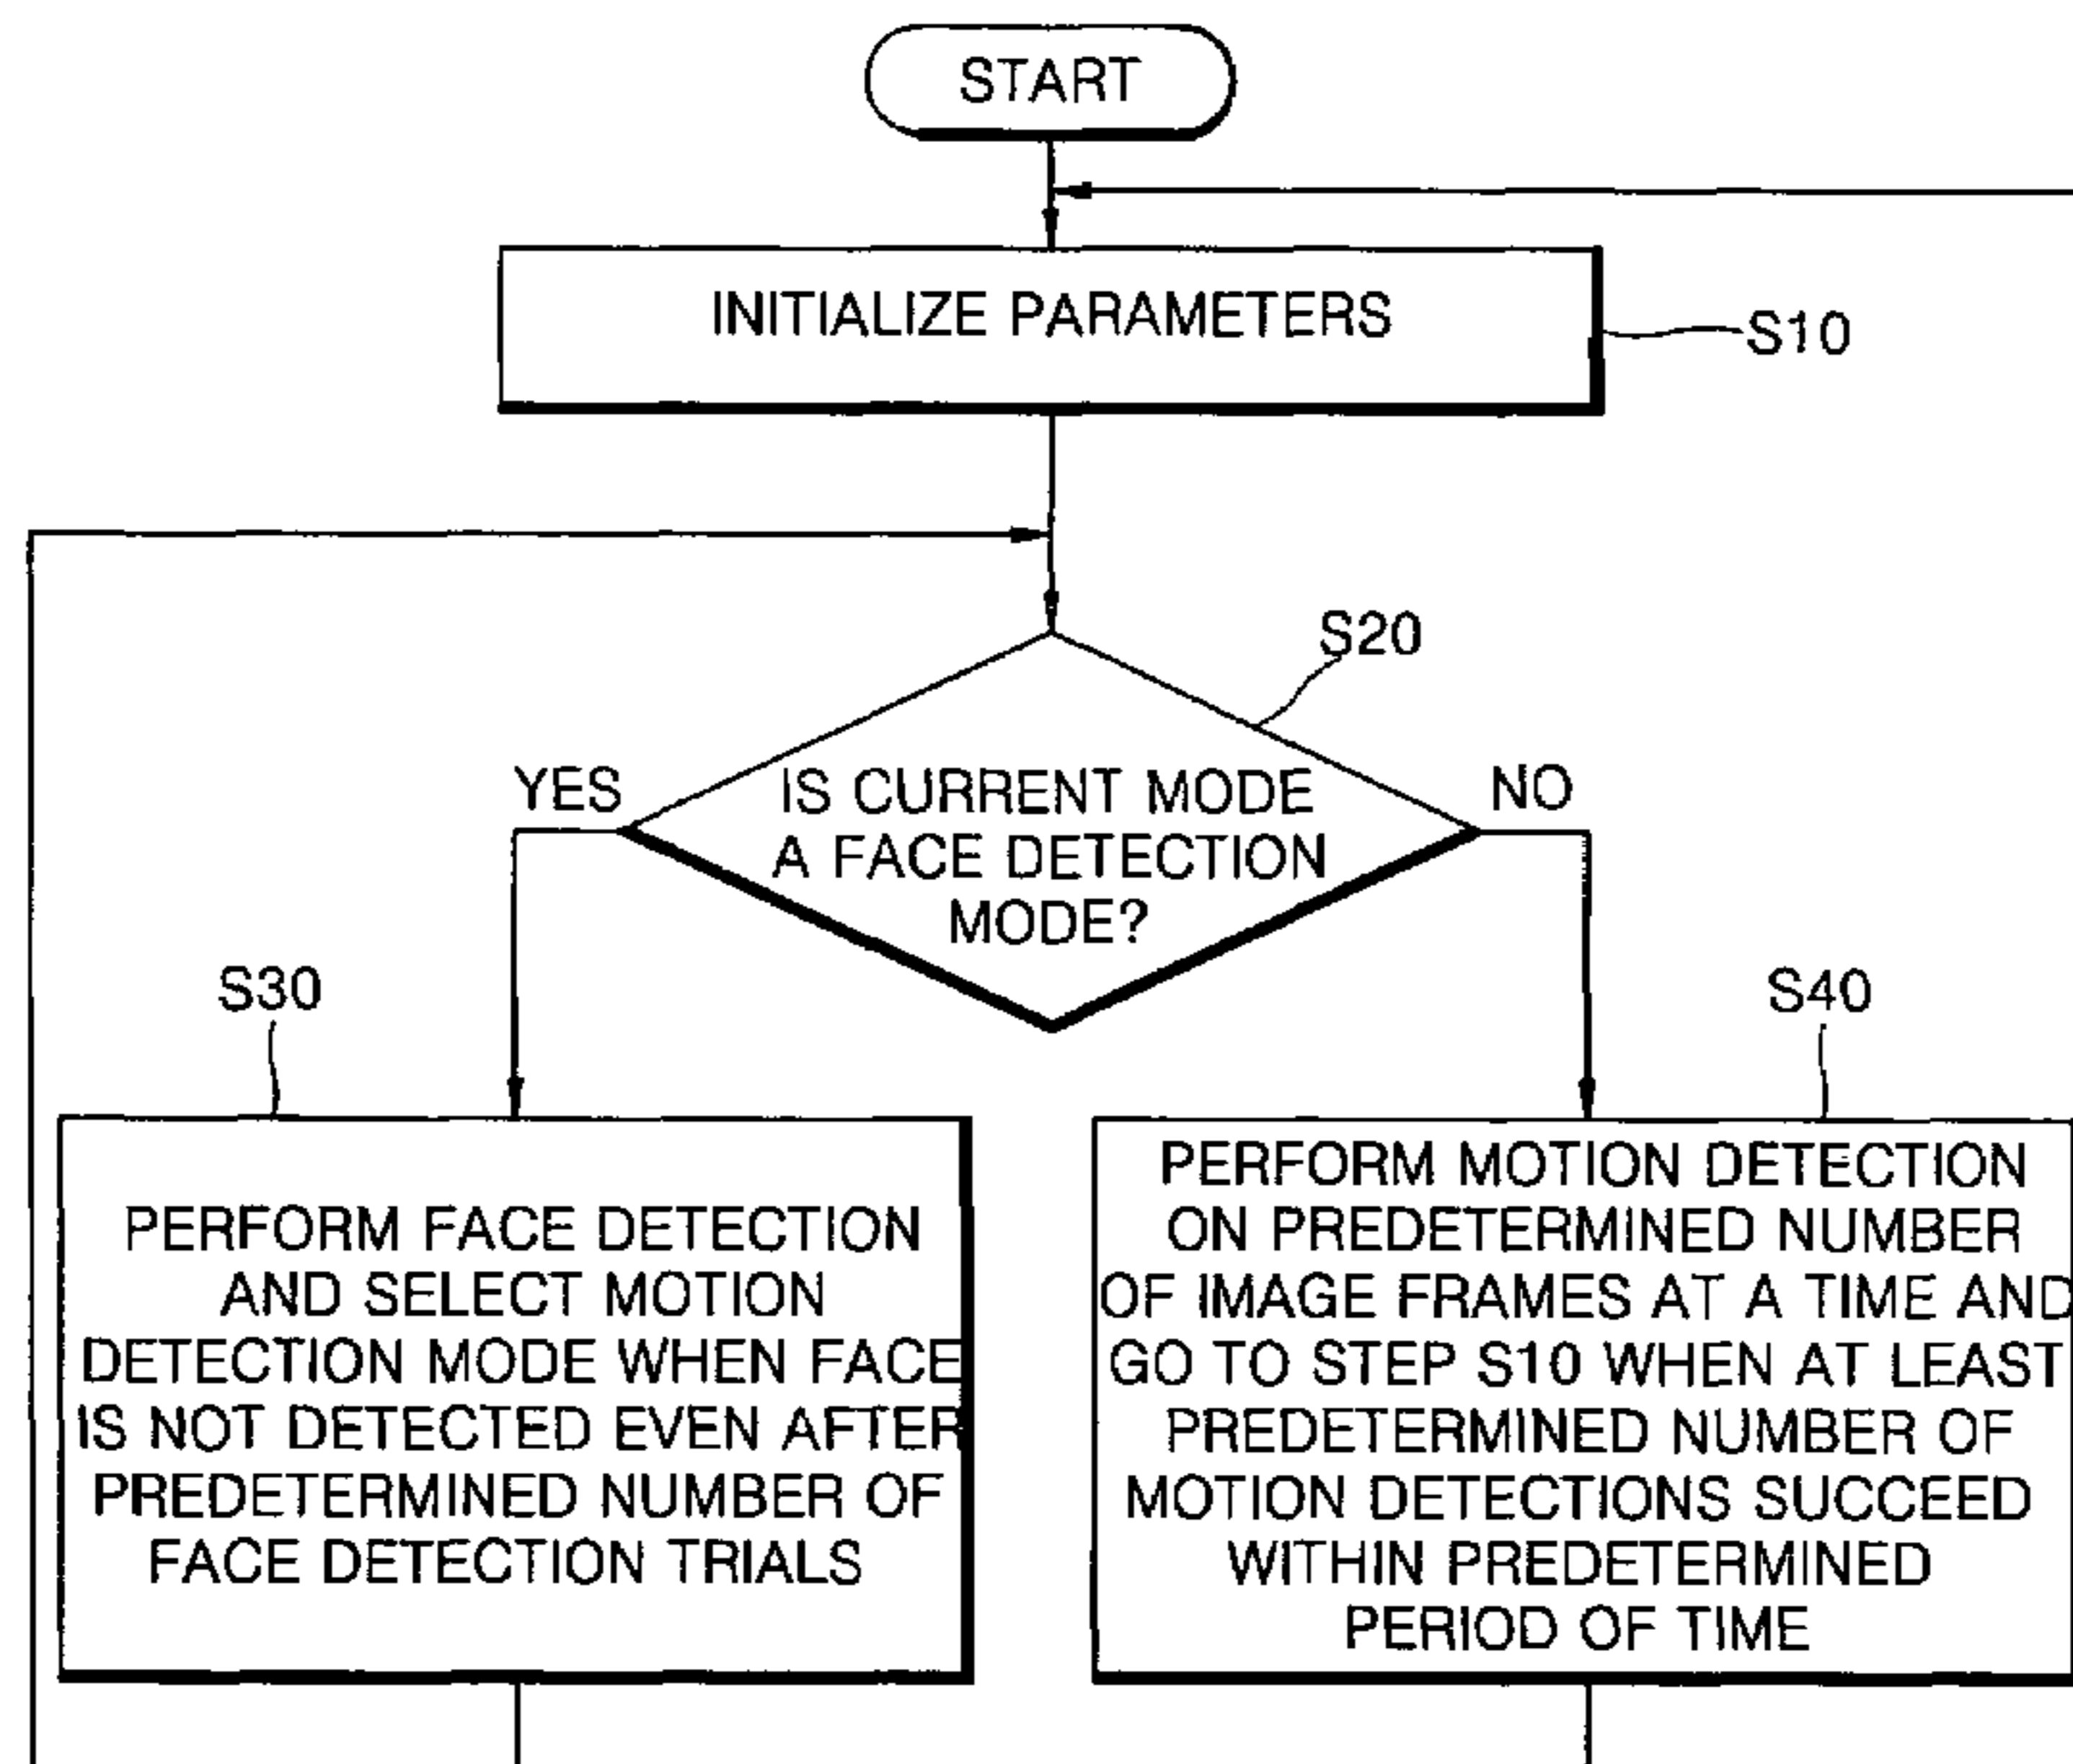 START
INITIALIZE PARAMETERS
S10
S20
YES
IS CURRENT MODE
A FACE DETECTION
MODE?
NO
S30
S40
PERFORM FACE DETECTION
AND SELECT MOTION
DETECTION MODE WHEN FACE
IS NOT DETECTED EVEN AFTER
PREDETERMINED NUMBER OF
FACE DETECTION TRIALS
PERFORM MOTION DETECTION
ON PREDETERMINED NUMBER
OF IMAGE FRAMES AT A TIME AND
GO TO STEP S10 WHEN AT LEAST
PREDETERMINED NUMBER OF
MOTION DETECTIONS SUCCEED
WITHIN PREDETERMINED
PERIOD OF TIME